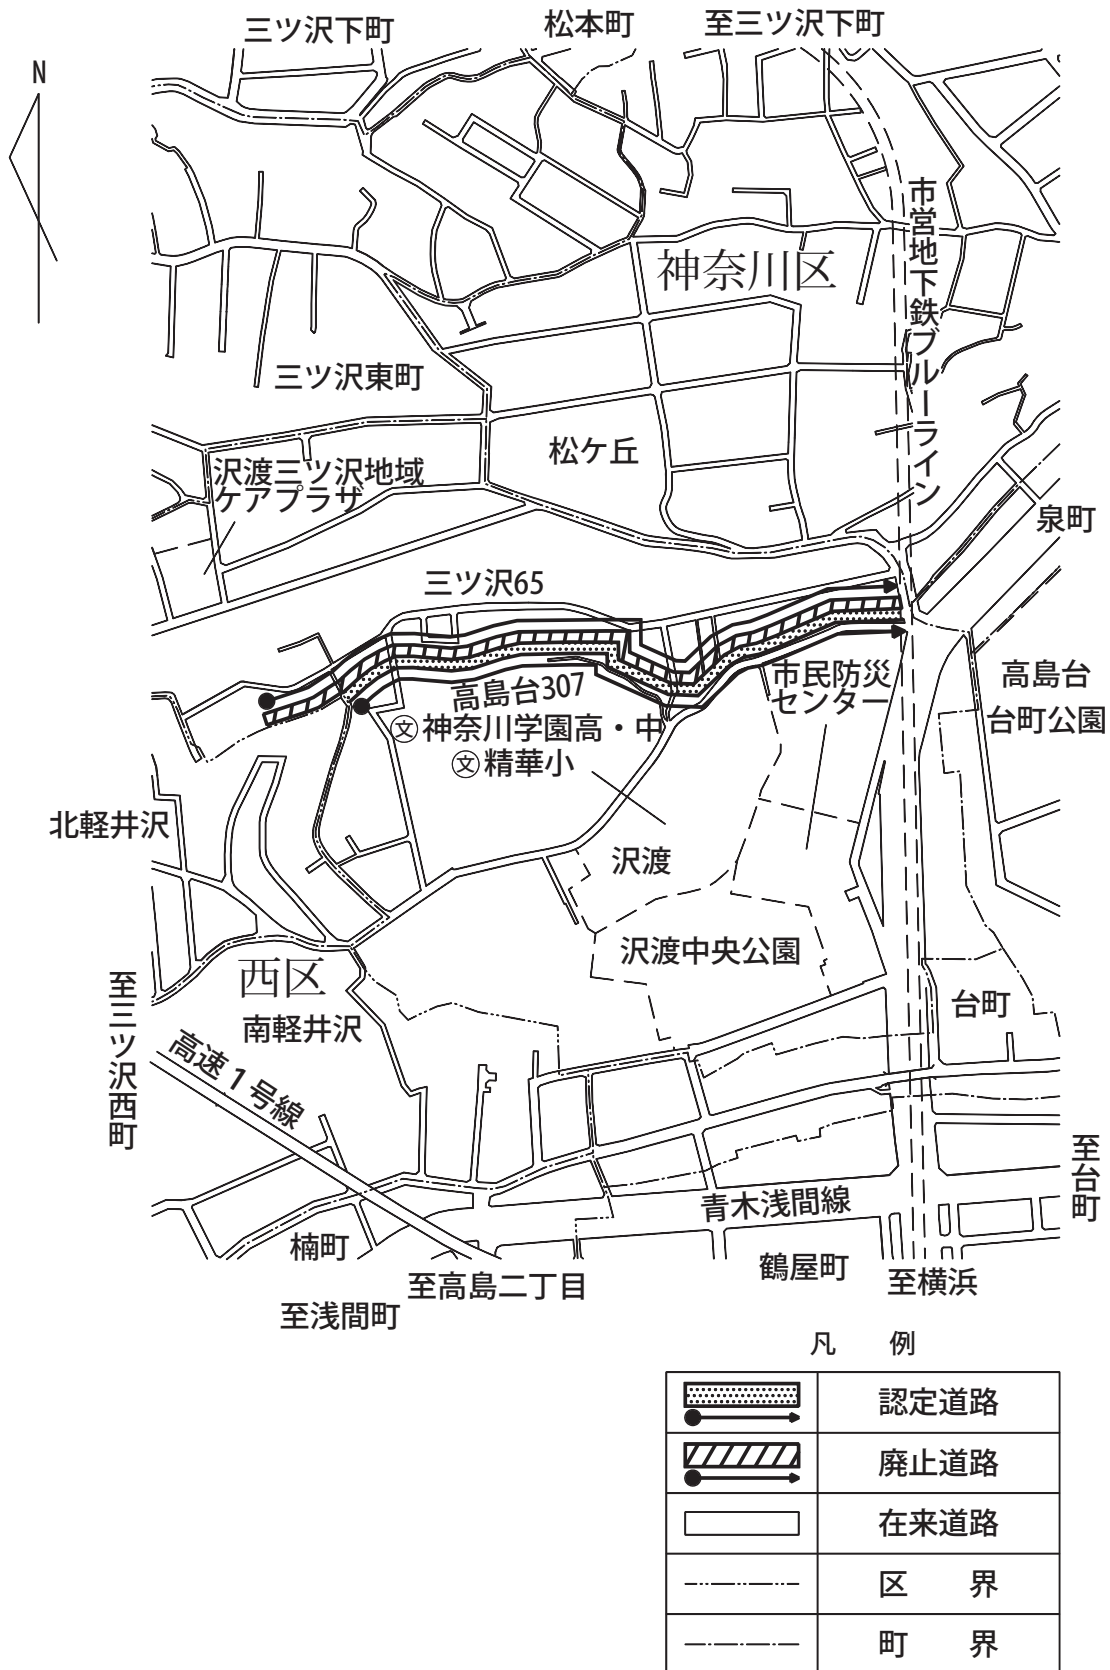 三ツ沢下町
松本町
至三ツ沢下町
N
市営地下鉄ブルーライン
神奈川区
三ツ沢東町
松ケ丘
沢渡三ツ沢地域
ケアプラザ
泉町
三ツ沢65
高島台307
市民防災
センター
高島台
台町公園
文神奈川学園高・中
文精華小
北軽井沢
沢渡
沢渡中央公園
西区
南軽井沢
台町
至三ツ沢西町
高速1号線
至台町
青木浅間線
楠町
鶴屋町
至高島二丁目
至横浜
至浅間町
凡 例
認定道路
廃止道路
在来道路
区 界
町 界